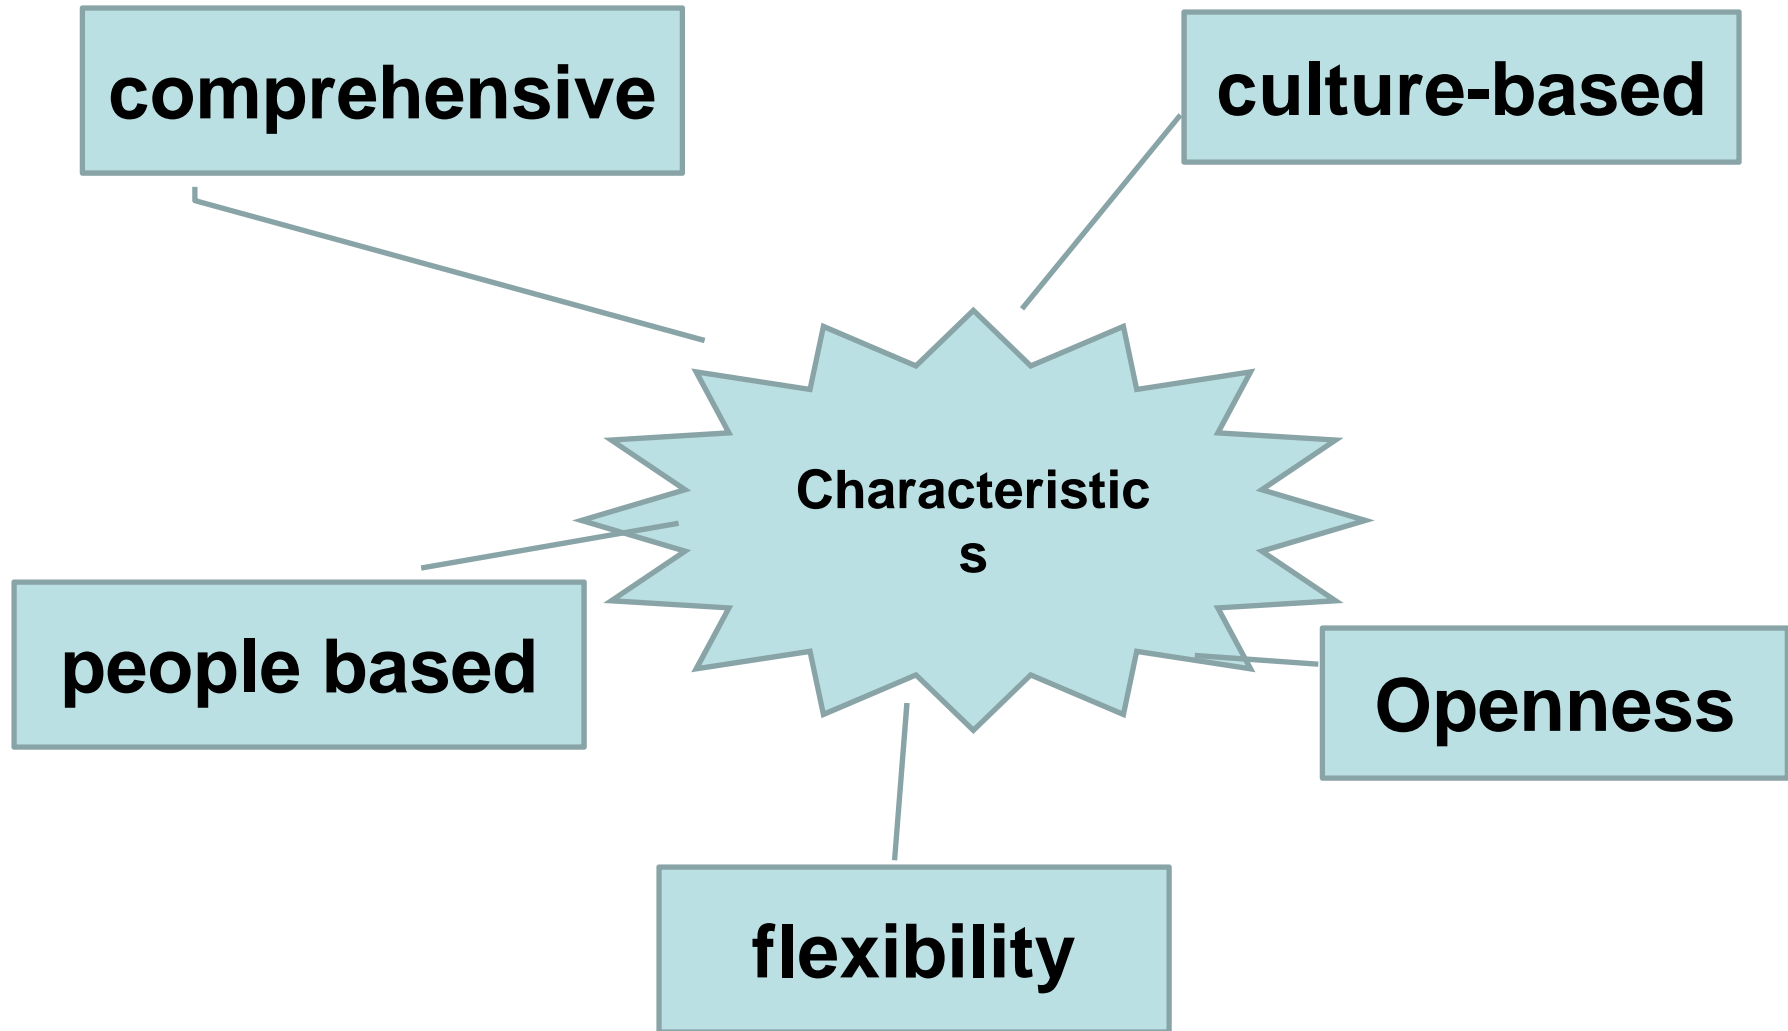 comprehensive
culture-based
Characteristic
s
people based
Openness
flexibility